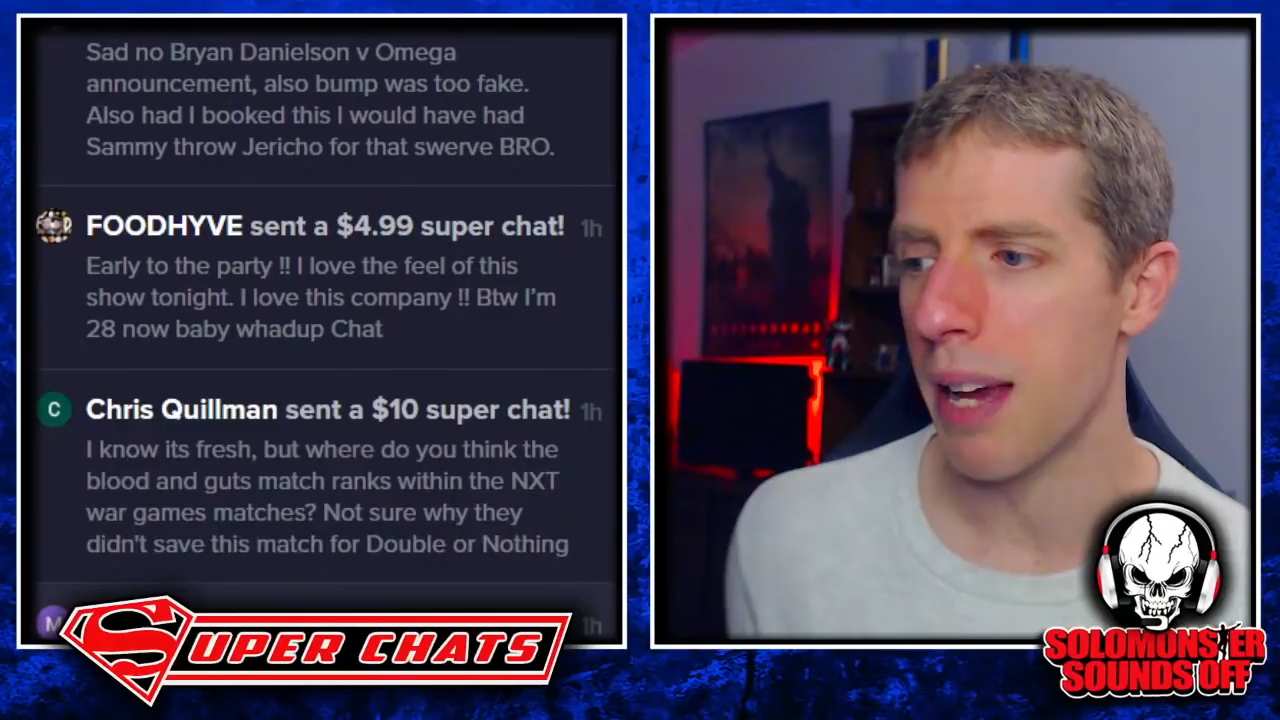 Sad no Bryan Danielson v Omega
announcement, also bump was too fake.
Also had I booked this I would have had
Sammy throw Jericho for that swerve BRO.
FOODHYVE sent a $4.99 super chat! 1h
Early to the party !! I love the feel of this
show tonight. I love this company !! Btw I'm
28 now baby whadup Chat
C Chris Quillman sent a $10 super chat! 1h
I know its fresh, but where do you think the
blood and guts match ranks within the NXT
war games matches? Not sure why they
didn't save this match for Double or Nothing
M 1h
SUPER CHATS
SOLOMONSTER
SOUNDS OFF